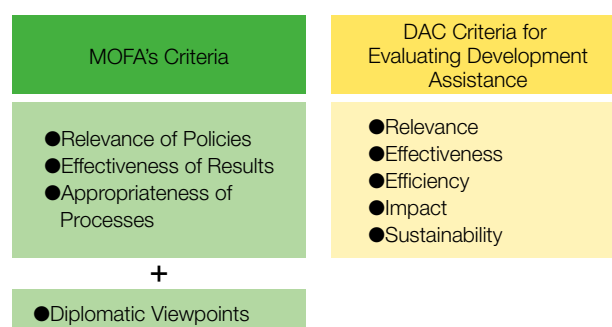 MOFA's Criteria
●Relevance of Policies
●Effectiveness of Results
●Appropriateness of
Processes
+
●Diplomatic Viewpoints
DAC Criteria for
Evaluating Development
Assistance
●Relevance
●Effectiveness
●Efficiency
●Impact
●Sustainability